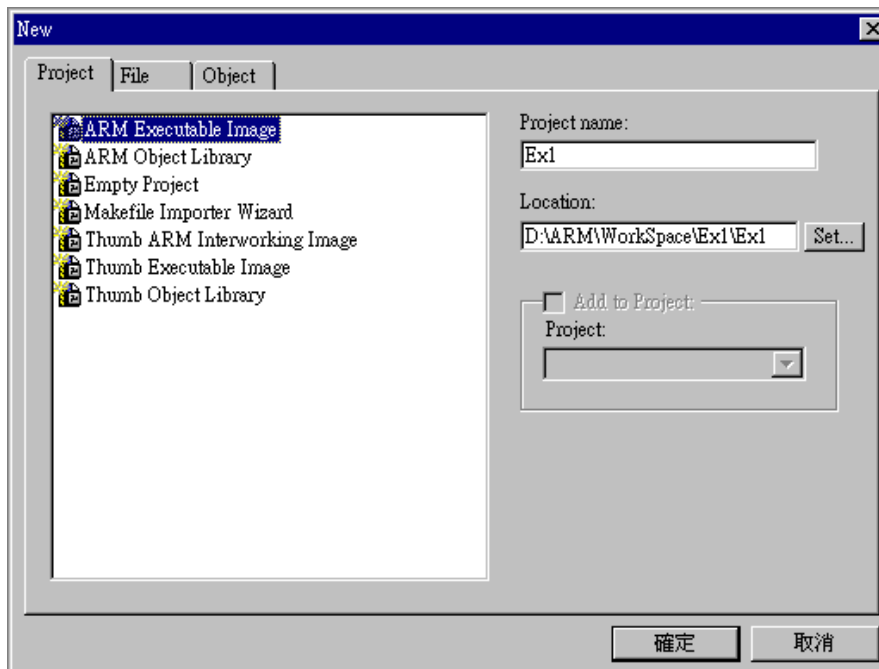 New
Project File Object
ARM Executable Image
ARM Object Library
Empty Project
Makefile Importer Wizard
Thumb ARM Interworking Image
Thumb Executable Image
Thumb Object Library
Project name:
Ex1
Location:
D:\ARM\WorkSpace\Ex1\Ex1 Set...
Add to Project:
Project:
確定 取消